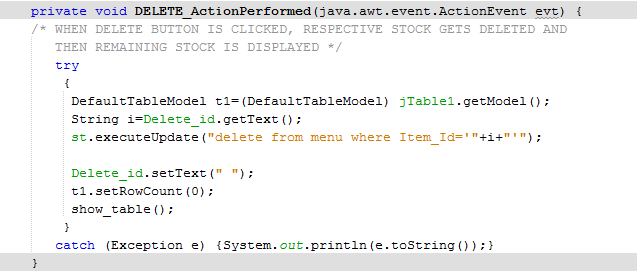 private void DELETE_ActionPerformed(java.awt.event.ActionEvent evt) {
/* WHEN DELETE BUTTON IS CLICKED, RESPECTIVE STOCK GETS DELETED AND
THEN REMAINING STOCK IS DISPLAYED */
try
{
DefaultTableModel t1=(DefaultTableModel) jTable1.getModel();
String i=Delete_id.getText();
st.executeUpdate("delete from menu where Item_Id='"+i+"'");
Delete_id.setText(" ");
t1.setRowCount(0);
show_table();
}
catch (Exception e) {System.out.println(e.toString());}
}